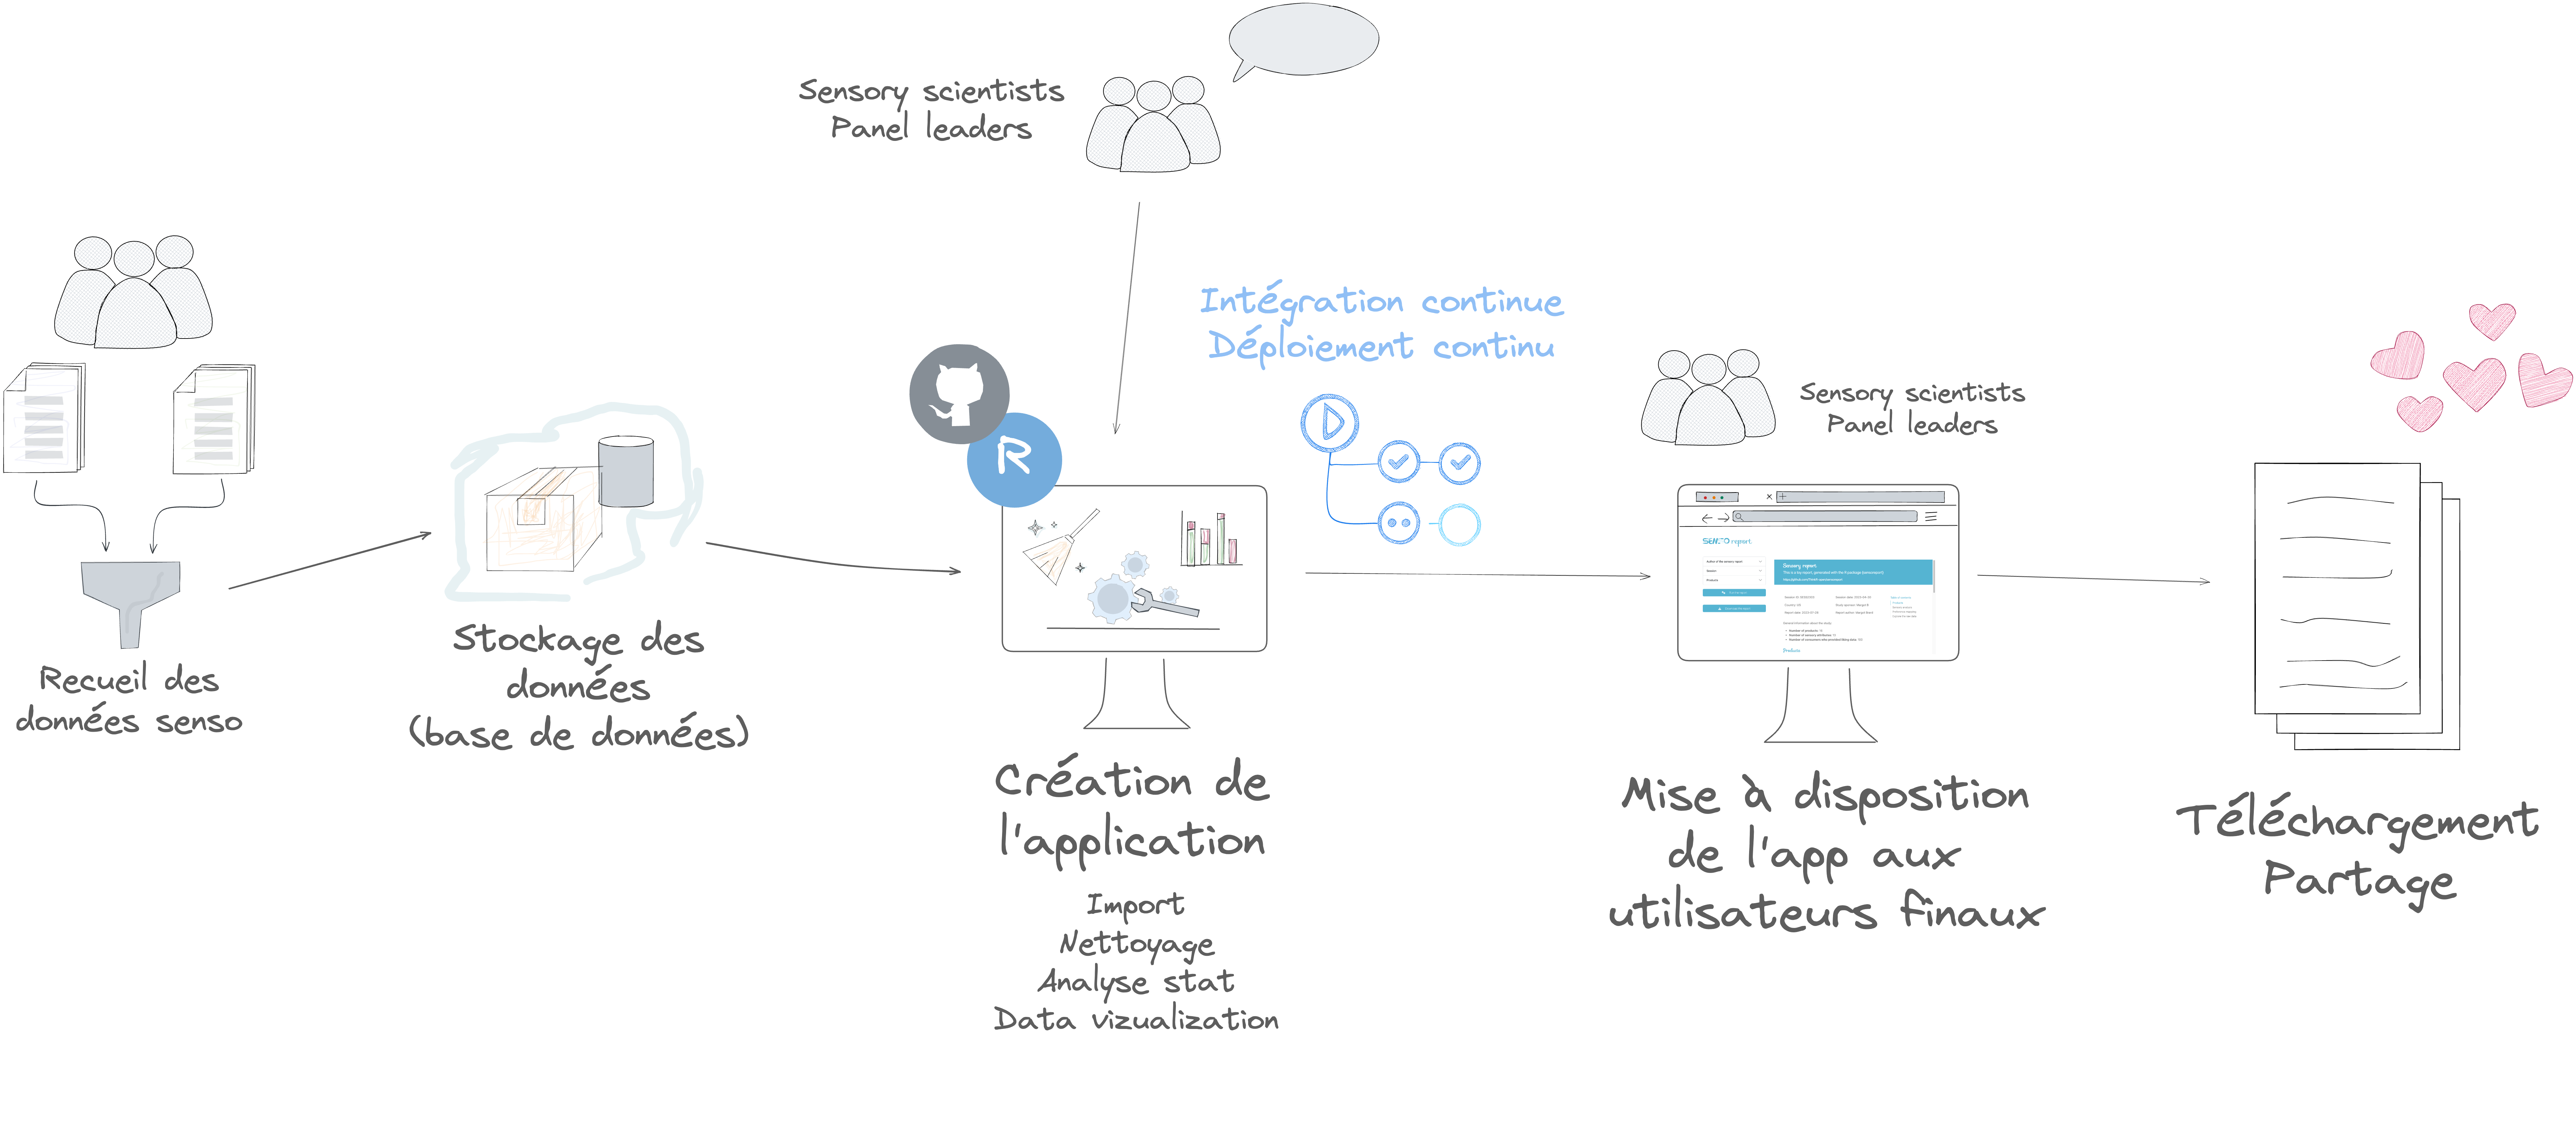 Sensory scientists
Panel leaders
Intégration continue
Déploiement continu
Sensory scientists
Panel leaders
R
Recueil des
données senso
Stockage des
données
(base de données)
Création de
l'application
Import
Nettoyage
Analyse stat
Data vizualization
SENSO report
Sensory report
Products
Mise à disposition
de l'app aux
utilisateurs finaux
Téléchargement
Partage